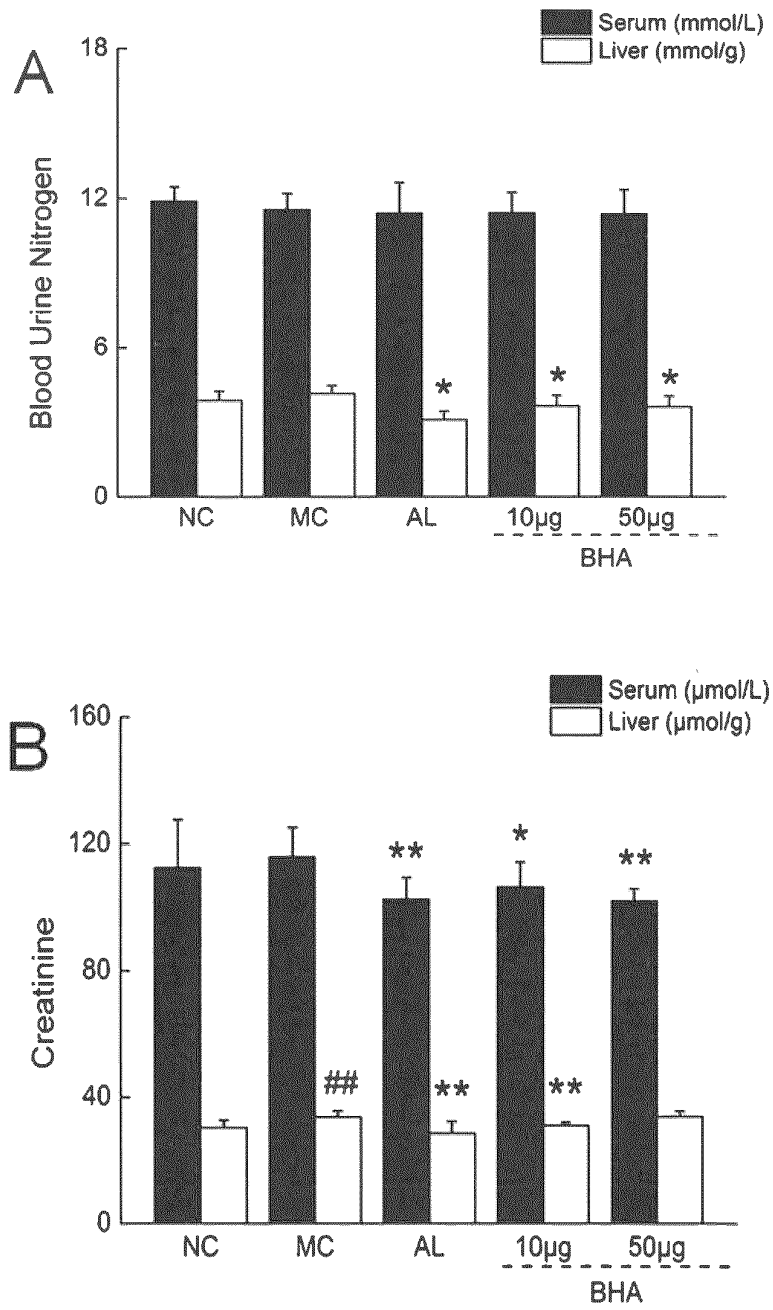 A
Serum (mmol/L)
Liver (mmol/g)
Blood Urine Nitrogen
18
12
6
0
*
*
*
NC MC AL 10µg 50µg
BHA
B
Serum (µmol/L)
Liver (µmol/g)
Creatinine
160
120
80
40
0
** * **
## ** **
NC MC AL 10µg 50µg
BHA